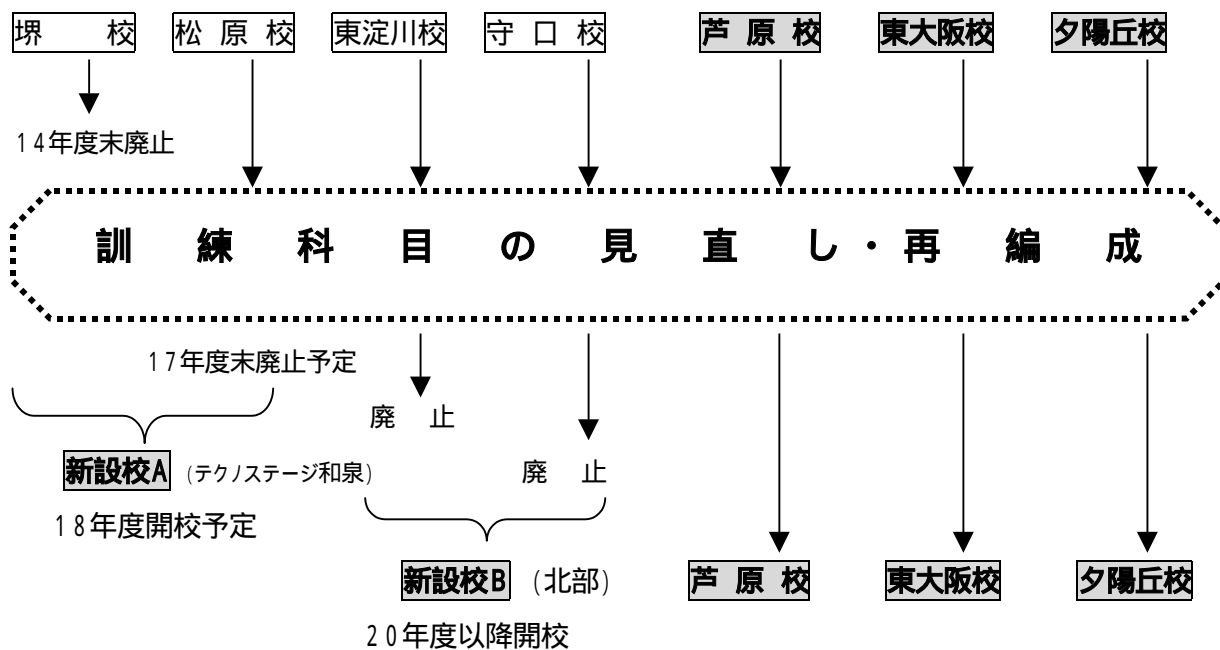 堺　　校　松 原 校　東淀川校　守 口 校　芦 原 校　東大阪校　夕陽丘校
14年度末廃止
訓 練 科 目 の 見 直 し・再 編 成
17年度末廃止予定
廃　止
新設校A (テクノステージ和泉)
廃　止
18年度開校予定
新設校B (北部)
芦 原 校　東大阪校　夕陽丘校
20年度以降開校